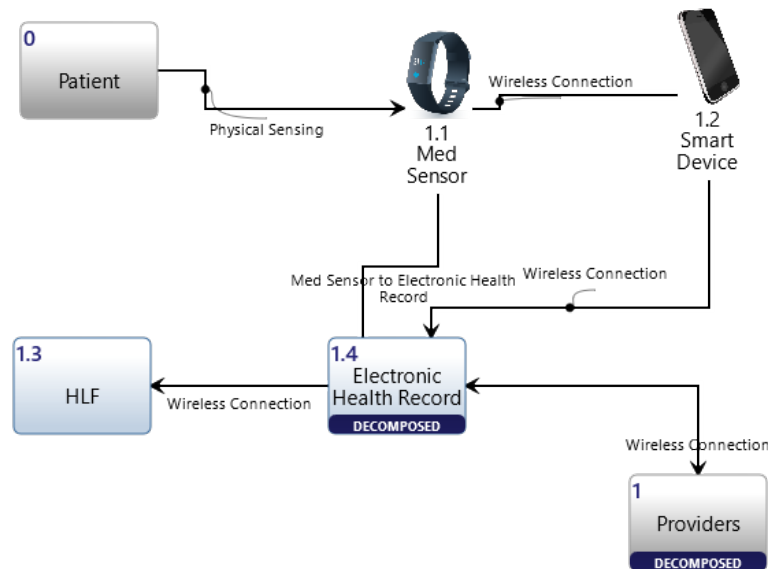 0
Patient
Physical Sensing
1.1
Med
Sensor
Wireless Connection
1.2
Smart
Device
Med Sensor to Electronic Health
Record
Wireless Connection
1.3
HLF
Wireless Connection
1.4
Electronic
Health Record
DECOMPOSED
Wireless Connection
1
Providers
DECOMPOSED